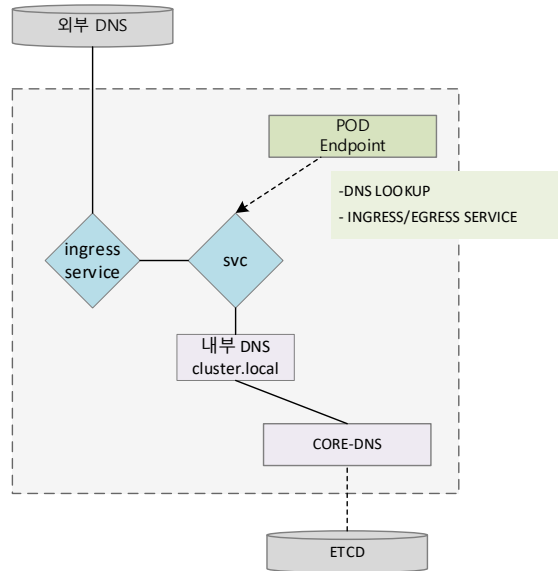 외부 DNS
POD
Endpoint
-DNS LOOKUP
- INGRESS/EGRESS SERVICE
ingress
service
svc
내부 DNS
cluster.local
CORE-DNS
ETCD